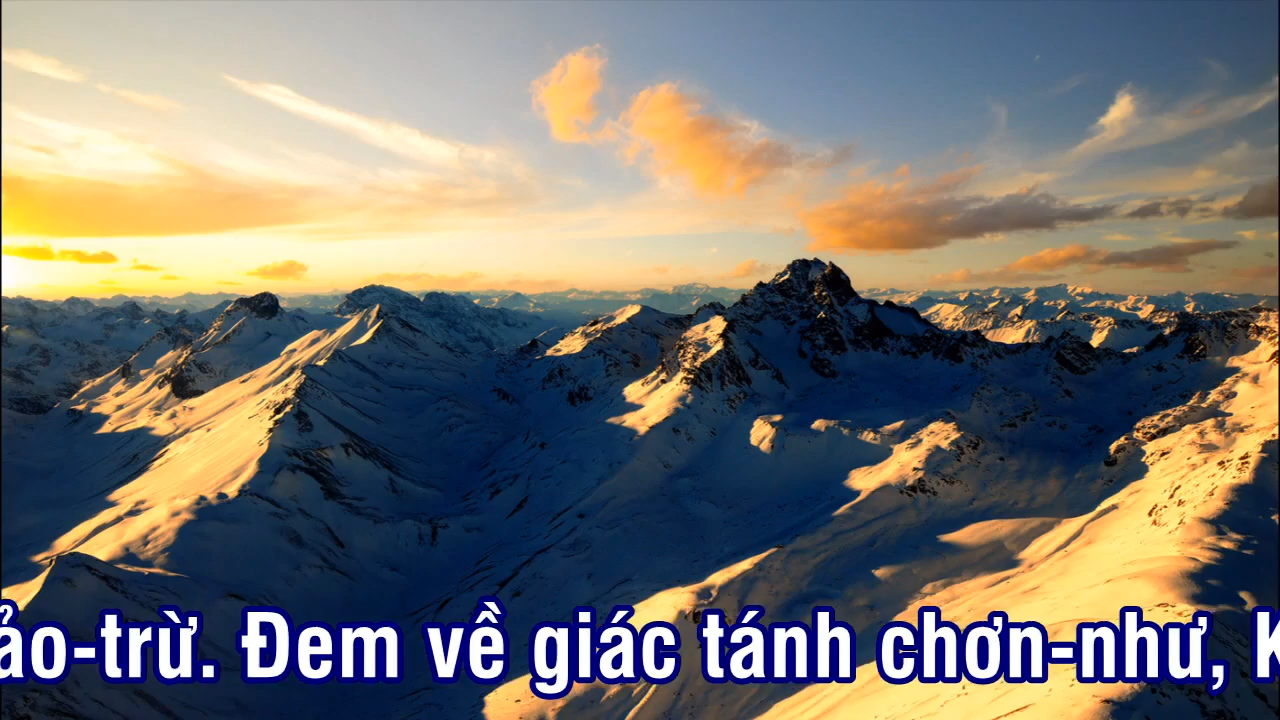 ảo-trừ. Đem về giác tánh chơn-như, K